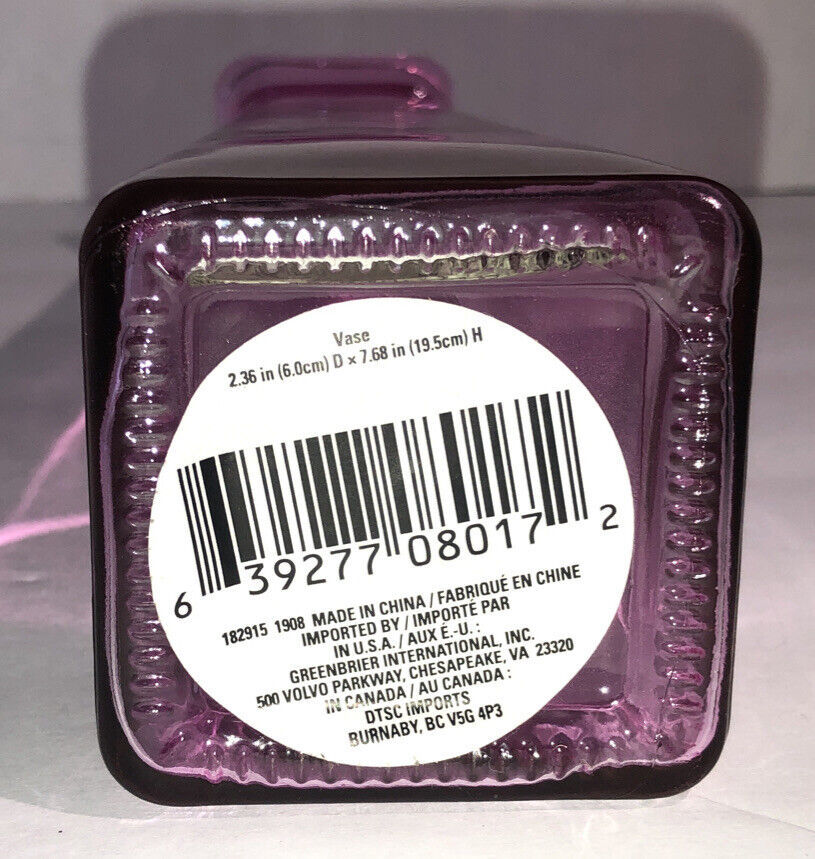 Vase
2.36 in (6.0cm) D × 7.68 in (19.5cm) H
6 39277 08017 2
182915 1908 MADE IN CHINA / FABRIQUÉ EN CHINE
IMPORTED BY / IMPORTÉ PAR
IN U.S.A. / AUX É.-U. :
GREENBRIER INTERNATIONAL, INC.
500 VOLVO PARKWAY, CHESAPEAKE, VA 23320
IN CANADA / AU CANADA :
DTSC IMPORTS
BURNABY, BC V5G 4P3